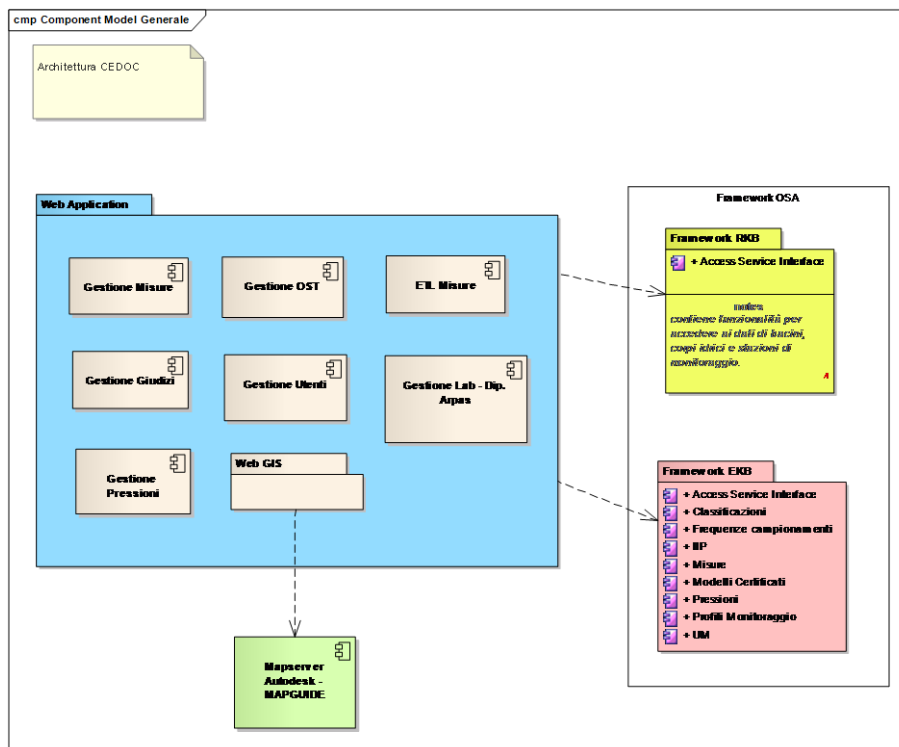 cmp Component Model Generale
Architettura CEDOC
Web Application
Gestione Misure
Gestione OST
ETL Misure
Gestione Giudizi
Gestione Utenti
Gestione Lab - Dip.
Arpas
Gestione
Pressioni
Web GIS
Mapserver
Autodesk -
MAPGUIDE
Framework OSA
Framework RKB
+ Access Service Interface
notes
contiene funzionalità per
accedere ai dati di bacini,
corpi idrici e stazioni di
monitoraggio.
A
Framework EKB
+ Access Service Interface
+ Classificazioni
+ Frequenze campionamenti
+ Misure
+ Modelli Certificati
+ Pressioni
+ Profili Monitoraggio
+ UM